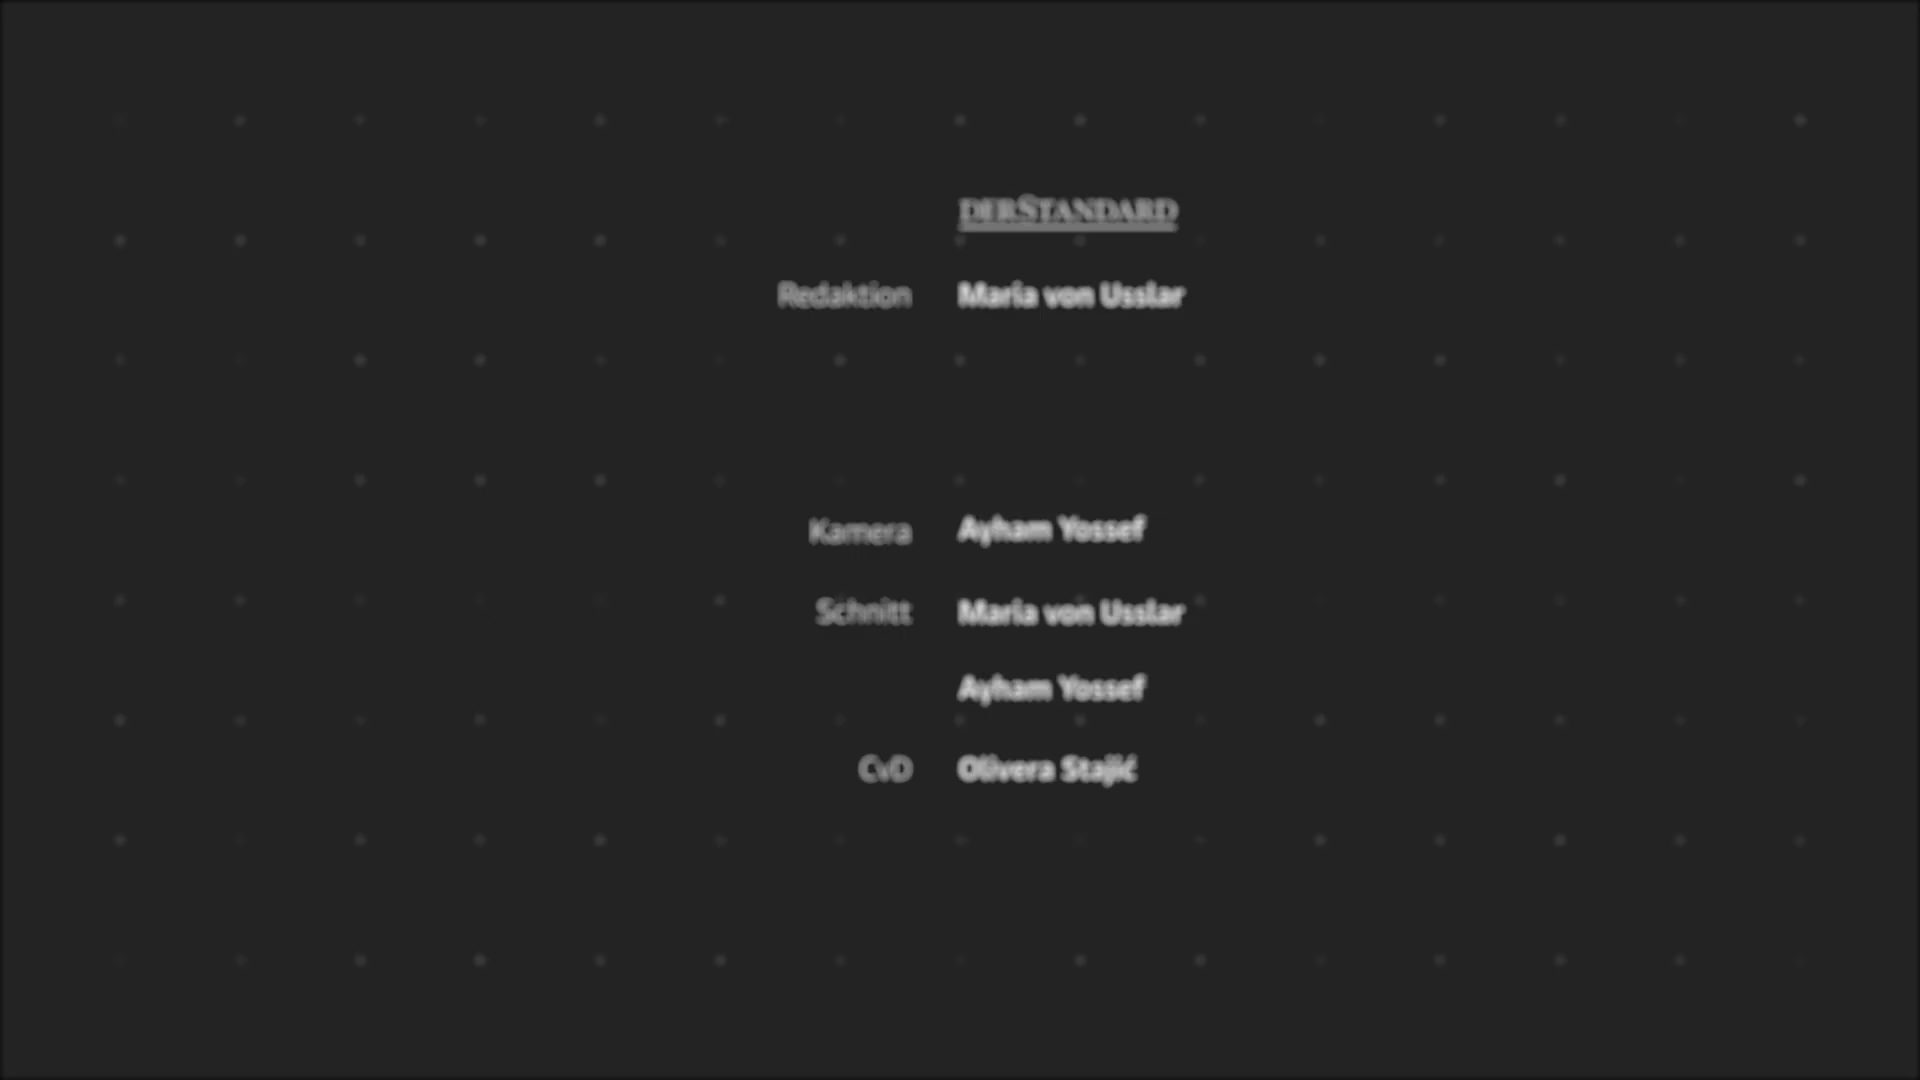 DERSTANDARD
Redaktion Maria von Usslar
Kamera Ayham Yossef
Schnitt Maria von Usslar
Ayham Yossef
CvD Olivera Stajić